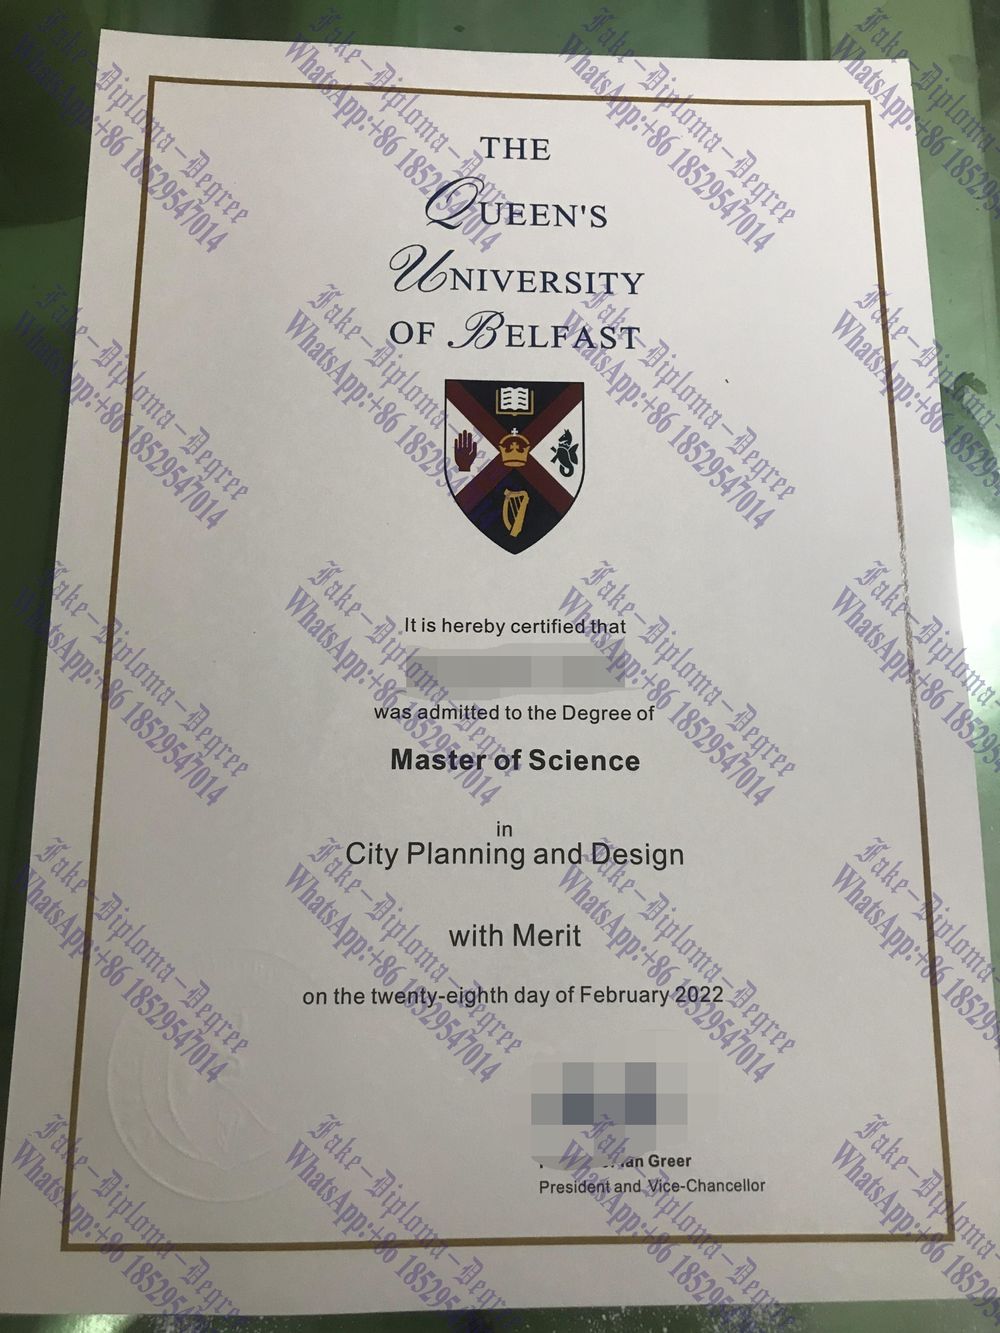 THE
QUEEN'S
UNIVERSITY
OF BELFAST
It is hereby certified that
was admitted to the Degree of
Master of Science
in
City Planning and Design
with Merit
on the twenty-eighth day of February 2022
Ian Greer
President and Vice-Chancellor
Fake-Diploma-Degree
WhatsApp:+86 18529547014